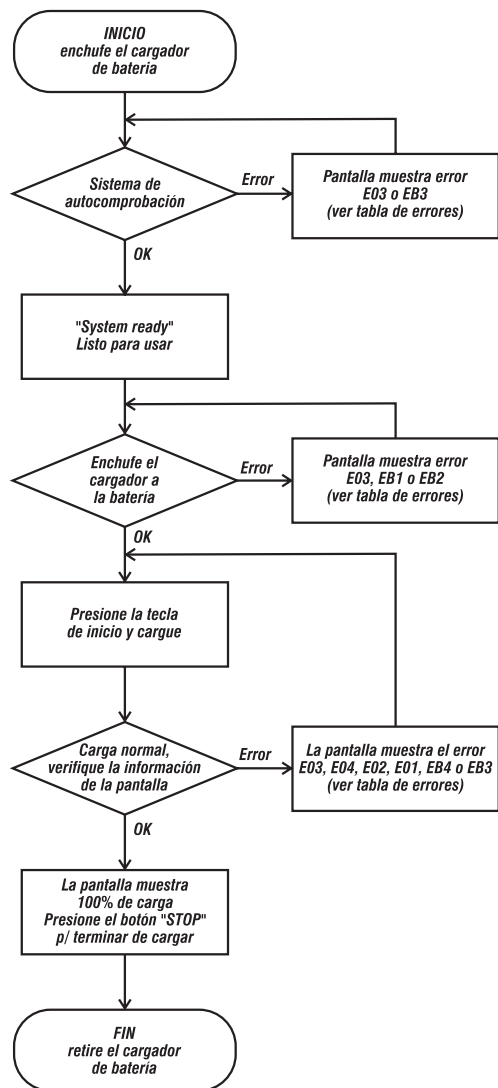 INICIO
enchufe el cargador
de bateria
Sistema de
autocomprobación
Error
Pantalla muestra error
E03 o EB3
(ver tabla de errores)
OK
"System ready"
Listo para usar
Enchufe el
cargador a
la batería
Error
Pantalla muestra error
E03, EB1 o EB2
(ver tabla de errores)
OK
Presione la tecla
de inicio y cargue
Carga normal,
verifique la información
de la pantalla
Error
La pantalla muestra el error
E03, E04, E02, E01, EB4 o EB3
(ver tabla de errores)
OK
La pantalla muestra
100% de carga
Presione el botón "STOP"
p/ terminar de cargar
FIN
retire el cargador
de batería